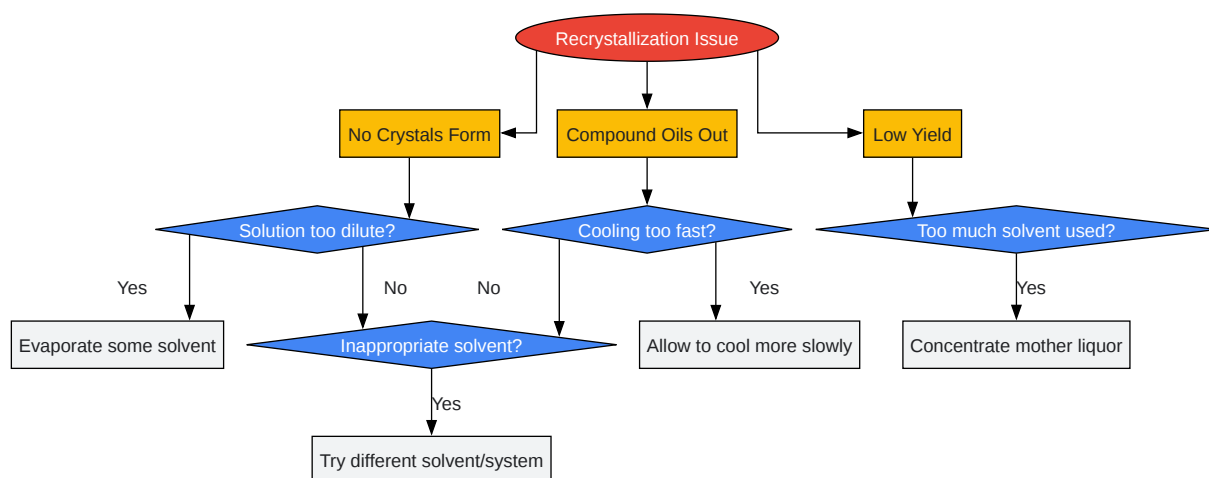 Recrystallization Issue
No Crystals Form
Compound Oils Out
Low Yield
Solution too dilute?
Cooling too fast?
Too much solvent used?
Yes
No
No
Yes
Yes
Evaporate some solvent
Inappropriate solvent?
Allow to cool more slowly
Concentrate mother liquor
Yes
Try different solvent/system